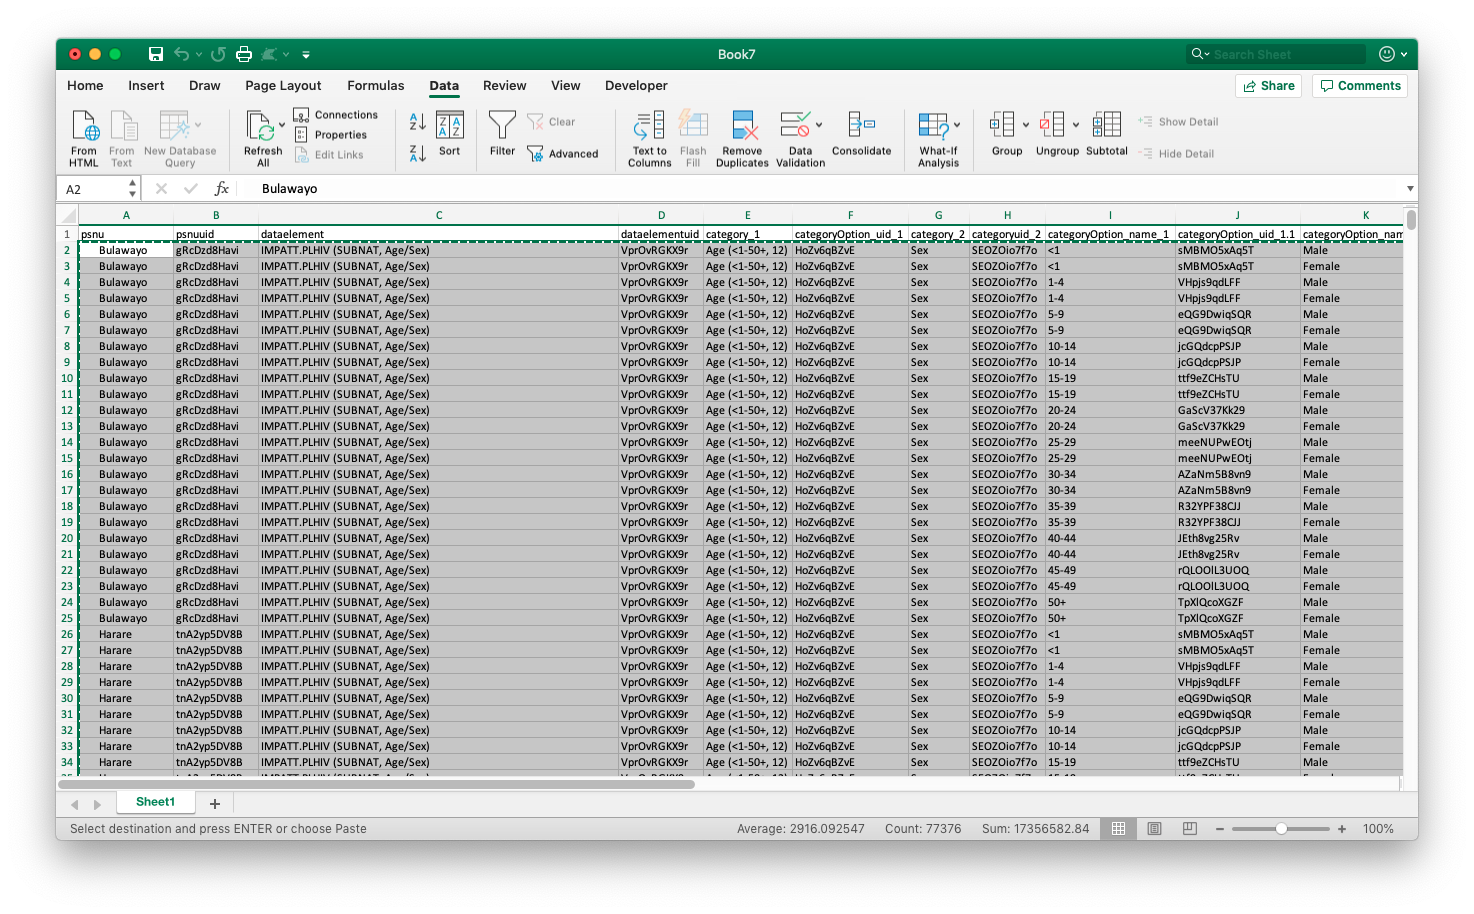 Book7
Search Sheet
Home Insert Draw Page Layout Formulas Data Review View Developer Share Comments
From HTML
From Text
New Database Query
Refresh All
Connections
Properties
Edit Links
Sort
Filter
Clear
Advanced
Text to Columns
Flash Fill
Remove Duplicates
Data Validation
Consolidate
What-If Analysis
Group
Ungroup
Subtotal
Show Detail
Hide Detail
A2 fx Bulawayo
A B C D E F G H I J K
1 psnu psnuuid dataelement dataelementuid category_1 categoryOption_uid_1 category_2 categoryuid_2 categoryOption_name_1 categoryOption_uid_1.1 categoryOption_nam
2 Bulawayo gRcDzd8Havi IMPATT.PLHIV (SUBNAT, Age/Sex) VprOvRGKX9r Age (<1-50+, 12) HoZv6qBZvE Sex SEOZOio7f7o <1 sMBMO5xAq5T Male
3 Bulawayo gRcDzd8Havi IMPATT.PLHIV (SUBNAT, Age/Sex) VprOvRGKX9r Age (<1-50+, 12) HoZv6qBZvE Sex SEOZOio7f7o <1 sMBMO5xAq5T Female
4 Bulawayo gRcDzd8Havi IMPATT.PLHIV (SUBNAT, Age/Sex) VprOvRGKX9r Age (<1-50+, 12) HoZv6qBZvE Sex SEOZOio7f7o 1-4 VHpjs9qdLFF Male
5 Bulawayo gRcDzd8Havi IMPATT.PLHIV (SUBNAT, Age/Sex) VprOvRGKX9r Age (<1-50+, 12) HoZv6qBZvE Sex SEOZOio7f7o 1-4 VHpjs9qdLFF Female
6 Bulawayo gRcDzd8Havi IMPATT.PLHIV (SUBNAT, Age/Sex) VprOvRGKX9r Age (<1-50+, 12) HoZv6qBZvE Sex SEOZOio7f7o 5-9 eQG9DwiqSQR Male
7 Bulawayo gRcDzd8Havi IMPATT.PLHIV (SUBNAT, Age/Sex) VprOvRGKX9r Age (<1-50+, 12) HoZv6qBZvE Sex SEOZOio7f7o 5-9 eQG9DwiqSQR Female
8 Bulawayo gRcDzd8Havi IMPATT.PLHIV (SUBNAT, Age/Sex) VprOvRGKX9r Age (<1-50+, 12) HoZv6qBZvE Sex SEOZOio7f7o 10-14 jcGQdcpPSJP Male
9 Bulawayo gRcDzd8Havi IMPATT.PLHIV (SUBNAT, Age/Sex) VprOvRGKX9r Age (<1-50+, 12) HoZv6qBZvE Sex SEOZOio7f7o 10-14 jcGQdcpPSJP Female
10 Bulawayo gRcDzd8Havi IMPATT.PLHIV (SUBNAT, Age/Sex) VprOvRGKX9r Age (<1-50+, 12) HoZv6qBZvE Sex SEOZOio7f7o 15-19 ttf9eZCHsTU Male
11 Bulawayo gRcDzd8Havi IMPATT.PLHIV (SUBNAT, Age/Sex) VprOvRGKX9r Age (<1-50+, 12) HoZv6qBZvE Sex SEOZOio7f7o 15-19 ttf9eZCHsTU Female
12 Bulawayo gRcDzd8Havi IMPATT.PLHIV (SUBNAT, Age/Sex) VprOvRGKX9r Age (<1-50+, 12) HoZv6qBZvE Sex SEOZOio7f7o 20-24 GaScV37Kk29 Male
13 Bulawayo gRcDzd8Havi IMPATT.PLHIV (SUBNAT, Age/Sex) VprOvRGKX9r Age (<1-50+, 12) HoZv6qBZvE Sex SEOZOio7f7o 20-24 GaScV37Kk29 Female
14 Bulawayo gRcDzd8Havi IMPATT.PLHIV (SUBNAT, Age/Sex) VprOvRGKX9r Age (<1-50+, 12) HoZv6qBZvE Sex SEOZOio7f7o 25-29 meeNUPwEOtj Male
15 Bulawayo gRcDzd8Havi IMPATT.PLHIV (SUBNAT, Age/Sex) VprOvRGKX9r Age (<1-50+, 12) HoZv6qBZvE Sex SEOZOio7f7o 25-29 meeNUPwEOtj Female
16 Bulawayo gRcDzd8Havi IMPATT.PLHIV (SUBNAT, Age/Sex) VprOvRGKX9r Age (<1-50+, 12) HoZv6qBZvE Sex SEOZOio7f7o 30-34 AZaNm5B8vn9 Male
17 Bulawayo gRcDzd8Havi IMPATT.PLHIV (SUBNAT, Age/Sex) VprOvRGKX9r Age (<1-50+, 12) HoZv6qBZvE Sex SEOZOio7f7o 30-34 AZaNm5B8vn9 Female
18 Bulawayo gRcDzd8Havi IMPATT.PLHIV (SUBNAT, Age/Sex) VprOvRGKX9r Age (<1-50+, 12) HoZv6qBZvE Sex SEOZOio7f7o 35-39 R32YPF38CJJ Male
19 Bulawayo gRcDzd8Havi IMPATT.PLHIV (SUBNAT, Age/Sex) VprOvRGKX9r Age (<1-50+, 12) HoZv6qBZvE Sex SEOZOio7f7o 35-39 R32YPF38CJJ Female
20 Bulawayo gRcDzd8Havi IMPATT.PLHIV (SUBNAT, Age/Sex) VprOvRGKX9r Age (<1-50+, 12) HoZv6qBZvE Sex SEOZOio7f7o 40-44 JEth8vg25Rv Male
21 Bulawayo gRcDzd8Havi IMPATT.PLHIV (SUBNAT, Age/Sex) VprOvRGKX9r Age (<1-50+, 12) HoZv6qBZvE Sex SEOZOio7f7o 40-44 JEth8vg25Rv Female
22 Bulawayo gRcDzd8Havi IMPATT.PLHIV (SUBNAT, Age/Sex) VprOvRGKX9r Age (<1-50+, 12) HoZv6qBZvE Sex SEOZOio7f7o 45-49 rQLOOlL3UOQ Male
23 Bulawayo gRcDzd8Havi IMPATT.PLHIV (SUBNAT, Age/Sex) VprOvRGKX9r Age (<1-50+, 12) HoZv6qBZvE Sex SEOZOio7f7o 45-49 rQLOOlL3UOQ Female
24 Bulawayo gRcDzd8Havi IMPATT.PLHIV (SUBNAT, Age/Sex) VprOvRGKX9r Age (<1-50+, 12) HoZv6qBZvE Sex SEOZOio7f7o 50+ TpXlQcoXGZF Male
25 Bulawayo gRcDzd8Havi IMPATT.PLHIV (SUBNAT, Age/Sex) VprOvRGKX9r Age (<1-50+, 12) HoZv6qBZvE Sex SEOZOio7f7o 50+ TpXlQcoXGZF Female
26 Harare tnA2yp5DV8B IMPATT.PLHIV (SUBNAT, Age/Sex) VprOvRGKX9r Age (<1-50+, 12) HoZv6qBZvE Sex SEOZOio7f7o <1 sMBMO5xAq5T Male
27 Harare tnA2yp5DV8B IMPATT.PLHIV (SUBNAT, Age/Sex) VprOvRGKX9r Age (<1-50+, 12) HoZv6qBZvE Sex SEOZOio7f7o <1 sMBMO5xAq5T Female
28 Harare tnA2yp5DV8B IMPATT.PLHIV (SUBNAT, Age/Sex) VprOvRGKX9r Age (<1-50+, 12) HoZv6qBZvE Sex SEOZOio7f7o 1-4 VHpjs9qdLFF Male
29 Harare tnA2yp5DV8B IMPATT.PLHIV (SUBNAT, Age/Sex) VprOvRGKX9r Age (<1-50+, 12) HoZv6qBZvE Sex SEOZOio7f7o 1-4 VHpjs9qdLFF Female
30 Harare tnA2yp5DV8B IMPATT.PLHIV (SUBNAT, Age/Sex) VprOvRGKX9r Age (<1-50+, 12) HoZv6qBZvE Sex SEOZOio7f7o 5-9 eQG9DwiqSQR Male
31 Harare tnA2yp5DV8B IMPATT.PLHIV (SUBNAT, Age/Sex) VprOvRGKX9r Age (<1-50+, 12) HoZv6qBZvE Sex SEOZOio7f7o 5-9 eQG9DwiqSQR Female
32 Harare tnA2yp5DV8B IMPATT.PLHIV (SUBNAT, Age/Sex) VprOvRGKX9r Age (<1-50+, 12) HoZv6qBZvE Sex SEOZOio7f7o 10-14 jcGQdcpPSJP Male
33 Harare tnA2yp5DV8B IMPATT.PLHIV (SUBNAT, Age/Sex) VprOvRGKX9r Age (<1-50+, 12) HoZv6qBZvE Sex SEOZOio7f7o 10-14 jcGQdcpPSJP Female
34 Harare tnA2yp5DV8B IMPATT.PLHIV (SUBNAT, Age/Sex) VprOvRGKX9r Age (<1-50+, 12) HoZv6qBZvE Sex SEOZOio7f7o 15-19 ttf9eZCHsTU Male
Sheet1
Select destination and press ENTER or choose Paste Average: 2916.092547 Count: 77376 Sum: 17356582.84 100%